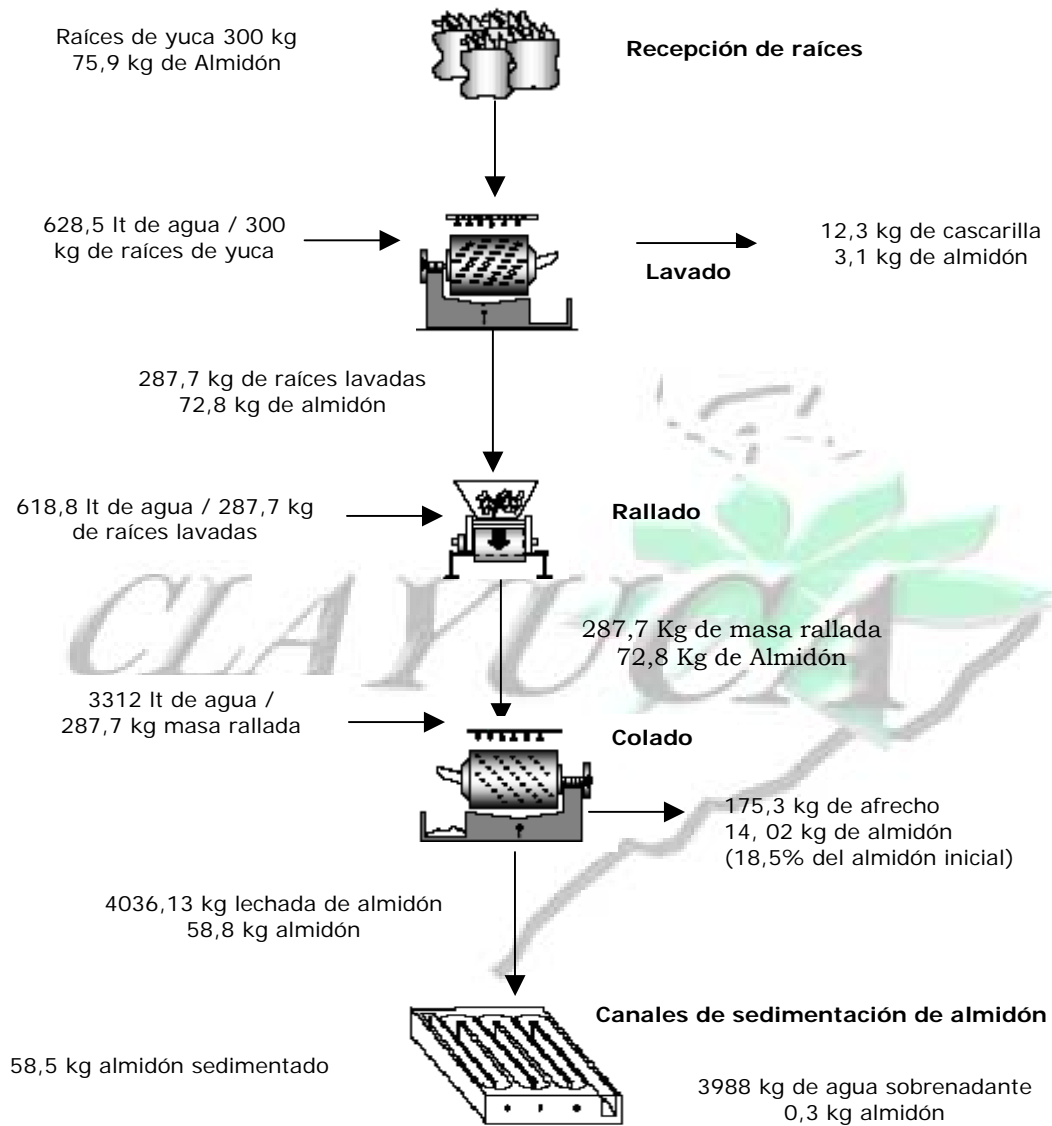 Raíces de yuca 300 kg
75,9 kg de Almidón
Recepción de raíces
628,5 lt de agua / 300
kg de raíces de yuca
Lavado
12,3 kg de cascarilla
3,1 kg de almidón
287,7 kg de raíces lavadas
72,8 kg de almidón
618,8 lt de agua / 287,7 kg
de raíces lavadas
Rallado
CLAYUCA
287,7 Kg de masa rallada
72,8 Kg de Almidón
3312 lt de agua /
287,7 kg masa rallada
Colado
175,3 kg de afrecho
14, 02 kg de almidón
(18,5% del almidón inicial)
4036,13 kg lechada de almidón
58,8 kg almidón
Canales de sedimentación de almidón
58,5 kg almidón sedimentado
3988 kg de agua sobrenadante
0,3 kg almidón